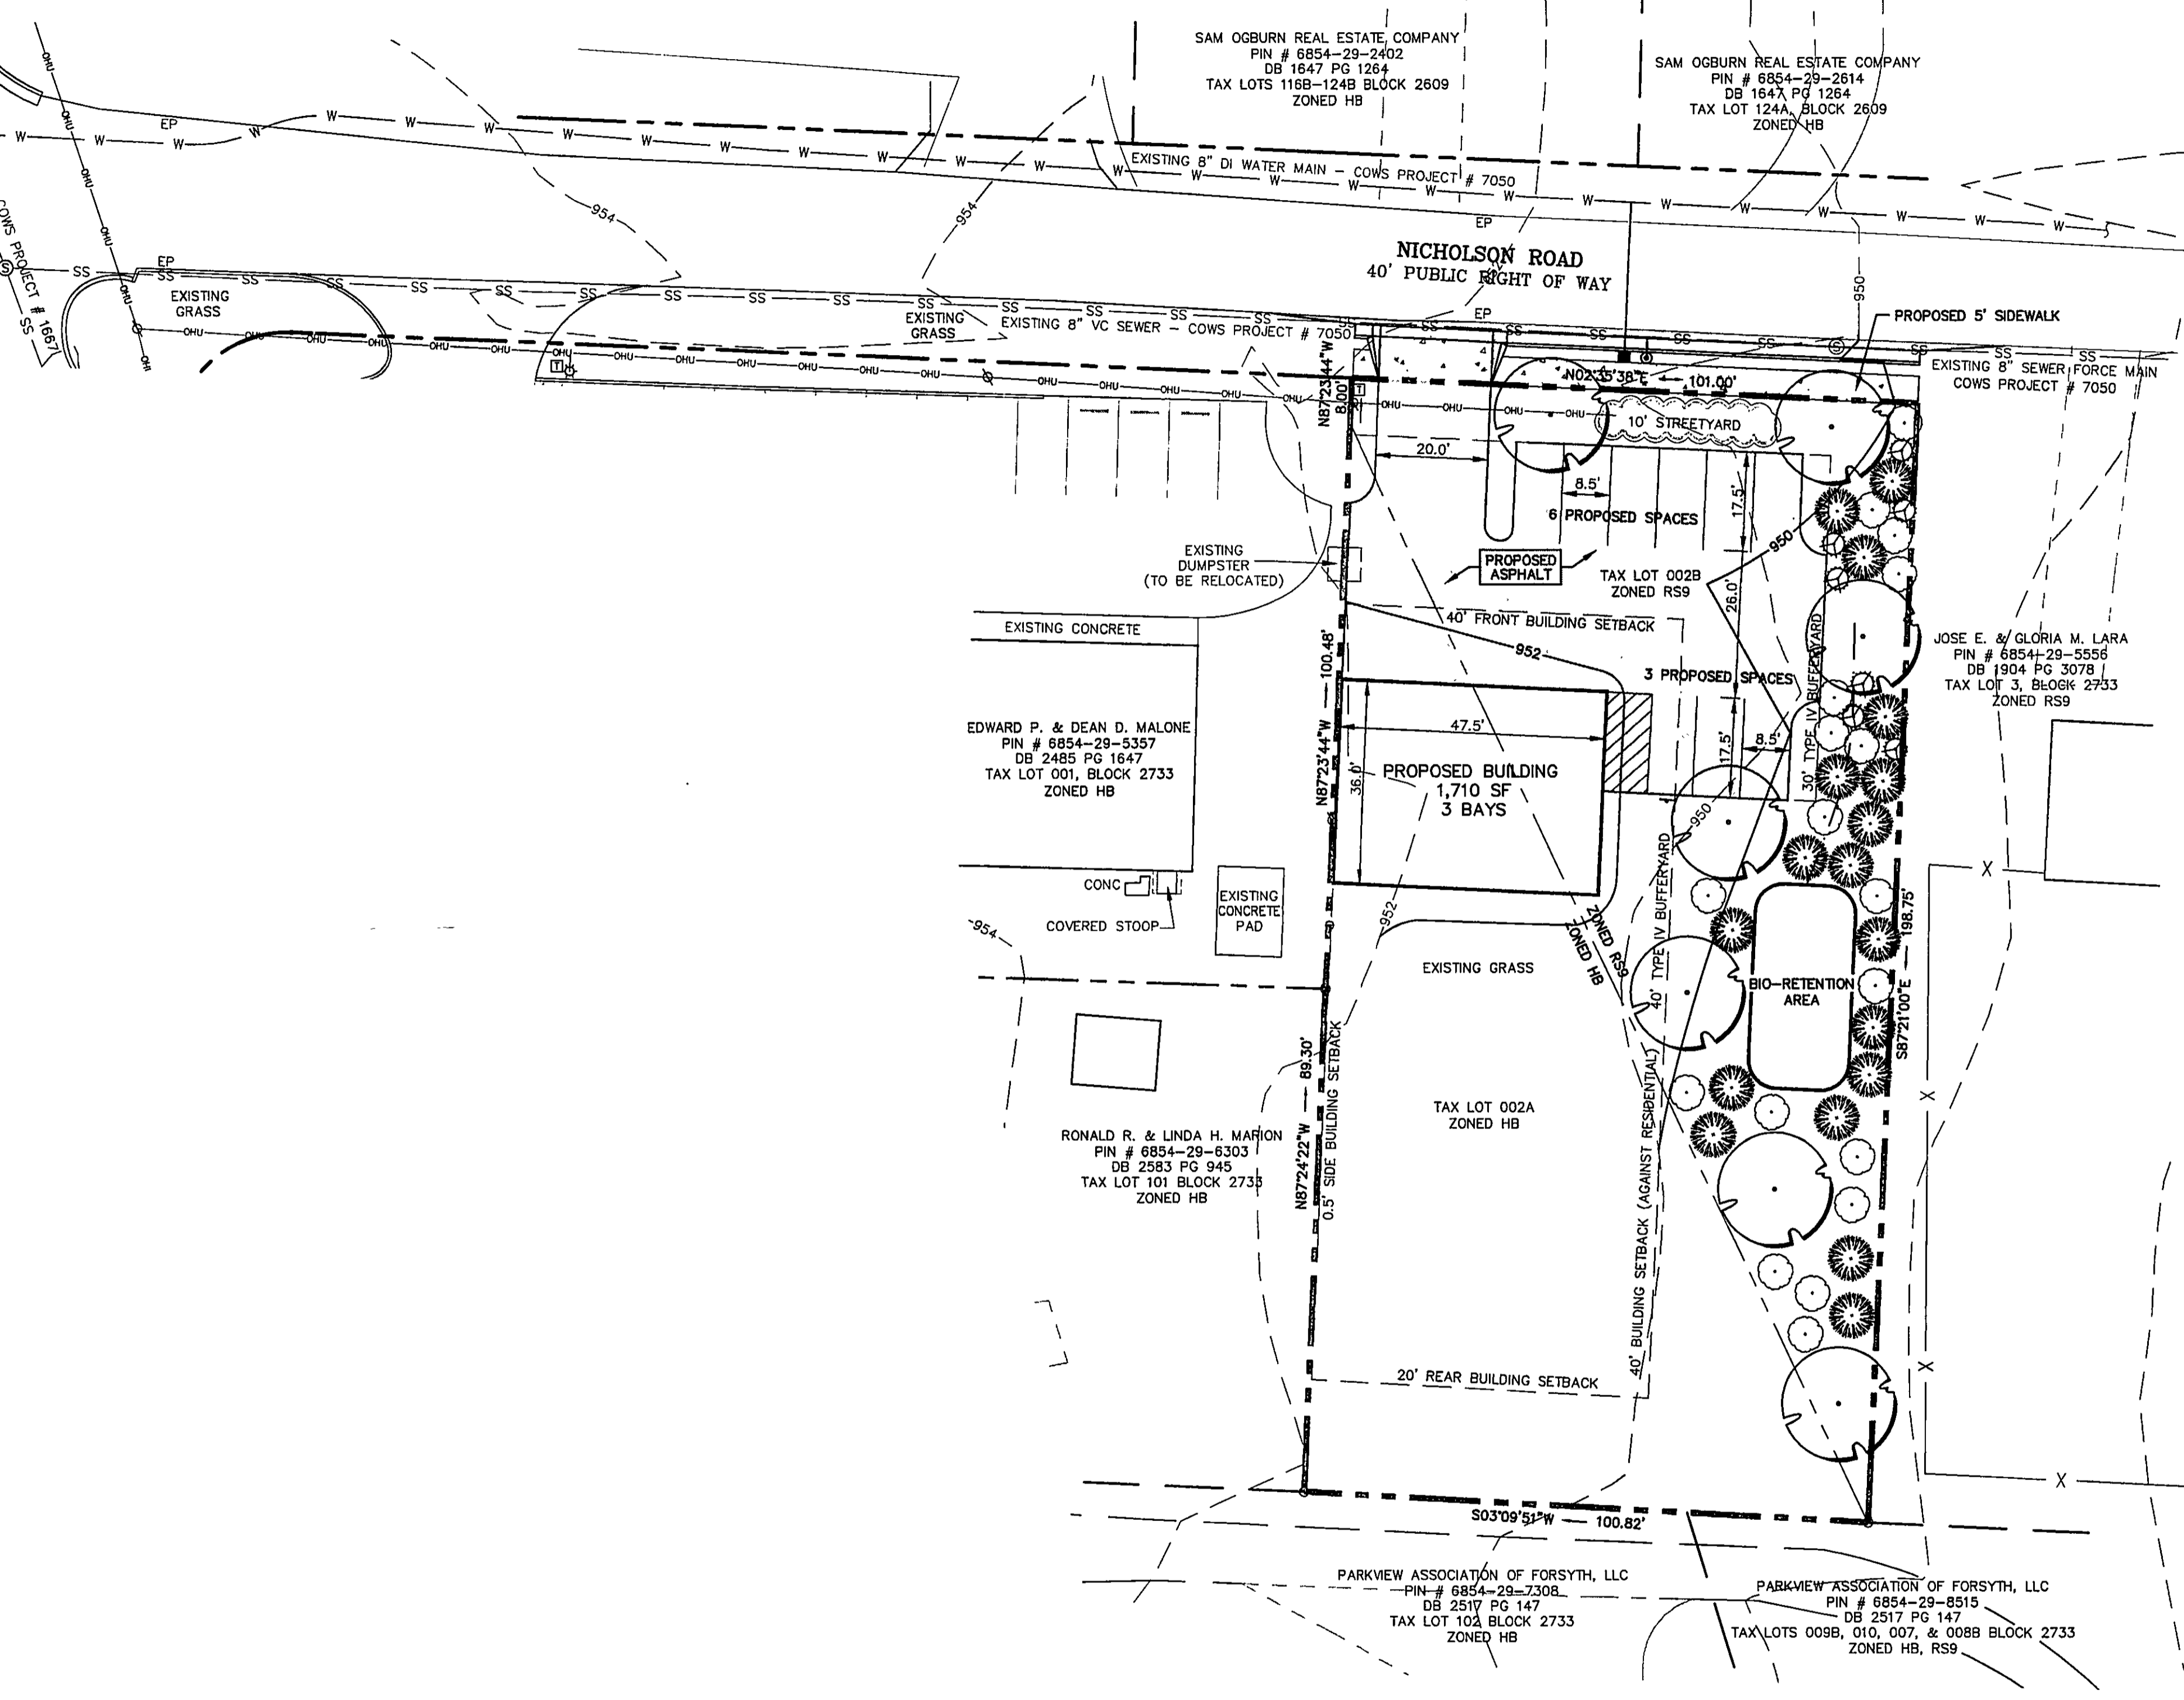 SAM OGBURN REAL ESTATE COMPANY
PIN # 6854-29-2402
DB 1647 PG 1264
TAX LOTS 116B-124B BLOCK 2609
ZONED HB
SAM OGBURN REAL ESTATE COMPANY
PIN # 6854-29-2614
DB 1647 PG 1264
TAX LOT 124A, BLOCK 2609
ZONED HB
EP
EXISTING 8" DI WATER MAIN - COWS PROJECT # 7050
954
954
EP
NICHOLSON ROAD
40' PUBLIC RIGHT OF WAY
950
COWS PROJECT # 1667
EP
EXISTING
GRASS
EXISTING
GRASS
EXISTING 8" VC SEWER - COWS PROJECT # 7050
EP
PROPOSED 5' SIDEWALK
EXISTING 8" SEWER FORCE MAIN
COWS PROJECT # 7050
N87°23'44"W
8.00'
N02°35'38"E
101.00'
10' STREETYARD
20.0'
8.5'
17.5'
6 PROPOSED SPACES
950
EXISTING
DUMPSTER
(TO BE RELOCATED)
PROPOSED
ASPHALT
TAX LOT 002B
ZONED RS9
26.0'
40' FRONT BUILDING SETBACK
952
EXISTING CONCRETE
N87°23'44"W
100.48'
3 PROPOSED SPACES
30' TYPE IV BUFFERYARD
JOSE E. & GLORIA M. LARA
PIN # 6854-29-5556
DB 1904 PG 3078
TAX LOT 3, BLOCK 2733
ZONED RS9
EDWARD P. & DEAN D. MALONE
PIN # 6854-29-5357
DB 2485 PG 1647
TAX LOT 001, BLOCK 2733
ZONED HB
47.5'
36.0'
PROPOSED BUILDING
1,710 SF
3 BAYS
17.5'
8.5'
950
CONC
COVERED STOOP
EXISTING
CONCRETE
PAD
954
952
ZONED RS9
ZONED HB
40' TYPE IV BUFFERYARD
EXISTING GRASS
BIO-RETENTION
AREA
S87°21'00"E
198.75'
N87°24'22"W
89.30'
0.5' SIDE BUILDING SETBACK
TAX LOT 002A
ZONED HB
40' BUILDING SETBACK (AGAINST RESIDENTIAL)
RONALD R. & LINDA H. MARION
PIN # 6854-29-6303
DB 2583 PG 945
TAX LOT 101 BLOCK 2733
ZONED HB
20' REAR BUILDING SETBACK
S03°09'51"W
100.82'
PARKVIEW ASSOCIATION OF FORSYTH, LLC
PIN # 6854-29-7308
DB 2517 PG 147
TAX LOT 102 BLOCK 2733
ZONED HB
PARKVIEW ASSOCIATION OF FORSYTH, LLC
PIN # 6854-29-8515
DB 2517 PG 147
TAX LOTS 009B, 010, 007, & 008B BLOCK 2733
ZONED HB, RS9